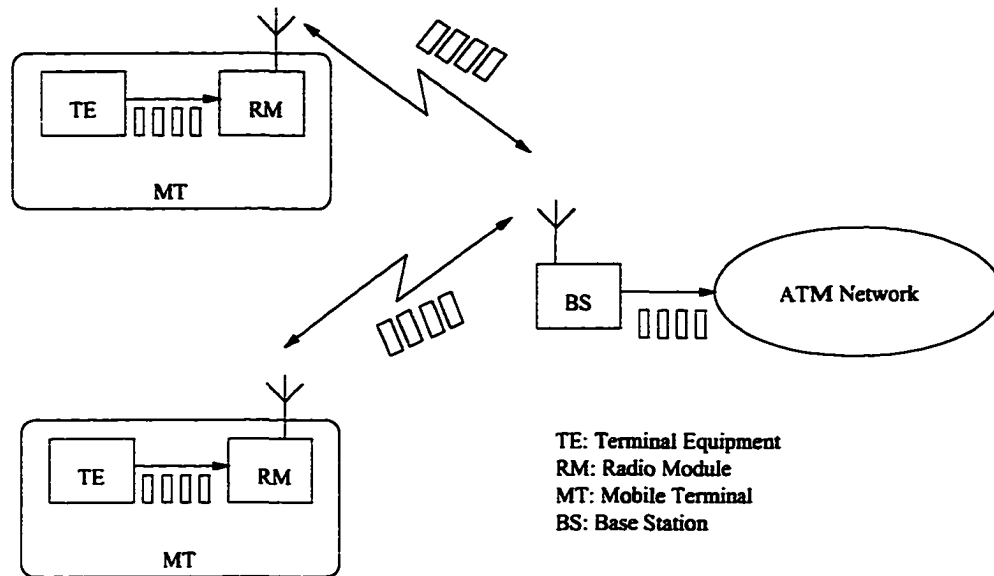 TE
RM
MT
BS
ATM Network
TE
RM
MT
TE: Terminal Equipment
RM: Radio Module
MT: Mobile Terminal
BS: Base Station